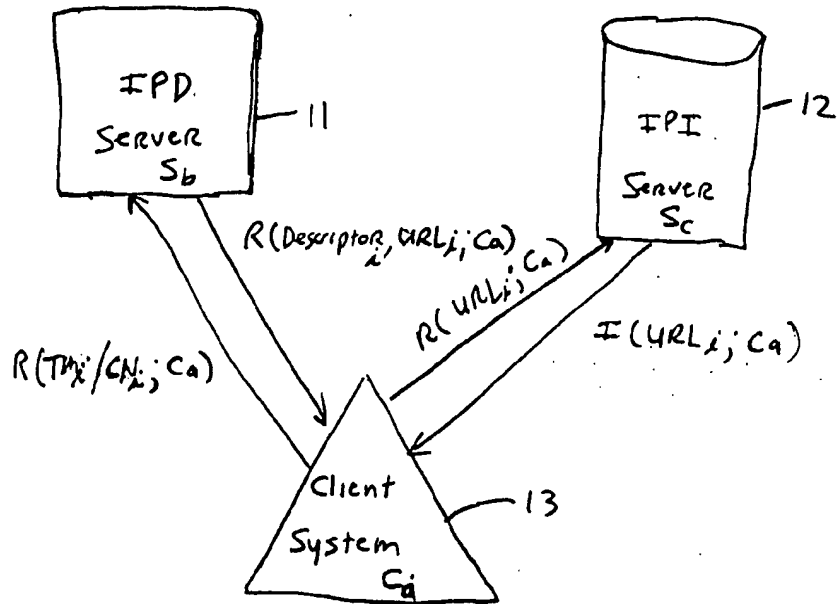 IPD
SERVER
Sb
11
IPI
SERVER
Sc
12
R(Descriptor i, URLi; Ca)
R(URLi; Ca)
I(URLi; Ca)
R(TMi/CNi; Ca)
Client
System
Ca
13